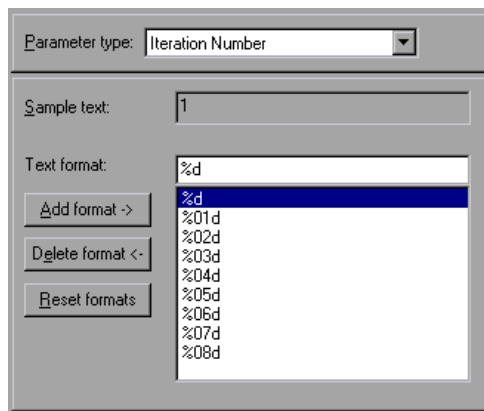 Parameter type: Iteration Number
Sample text: 1
Text format: %d
%d
Add format ->
%01d
%02d
Delete format <-
%03d
%04d
Reset formats
%05d
%06d
%07d
%08d